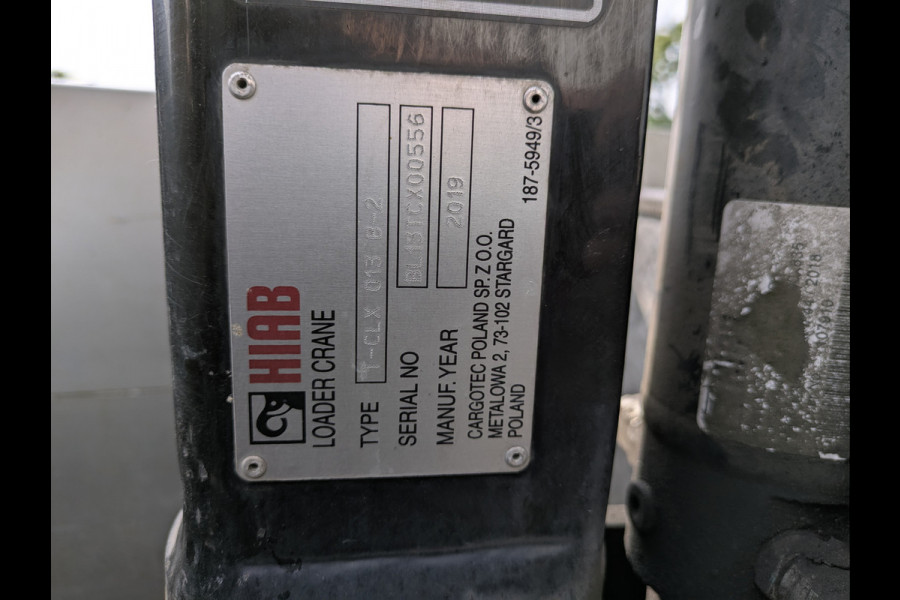 HIAB
LOADER CRANE
TYPE T-CLX 013 B-2
SERIAL NO BL13TCX00556
MANUF. YEAR 2019
CARGOTEC POLAND SP. Z O.O.
METALOWA 2, 73-102 STARGARD
POLAND
187-5949/3
2018